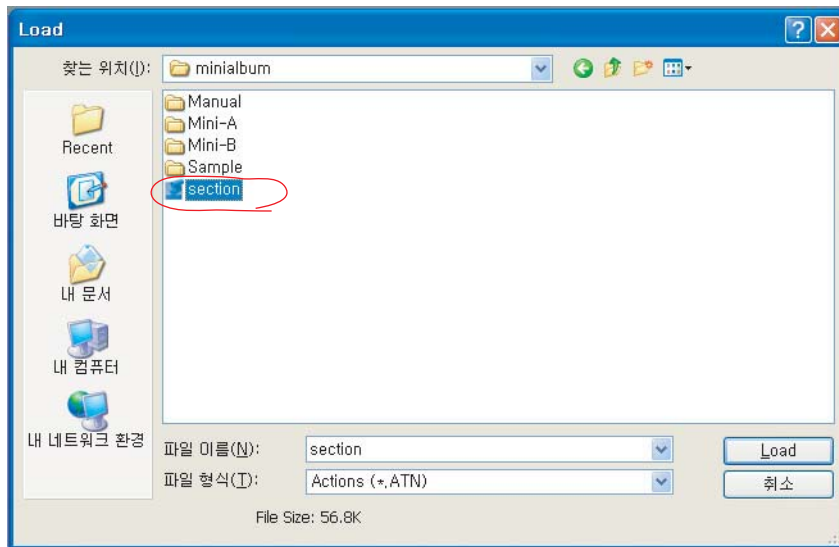 Load
찾는 위치(I):
minialbum
Manual
Mini-A
Mini-B
Sample
section
Recent
바탕 화면
내 문서
내 컴퓨터
내 네트워크 환경
파일 이름(N):
section
Load
파일 형식(T):
Actions (*.ATN)
취소
File Size: 56.8K